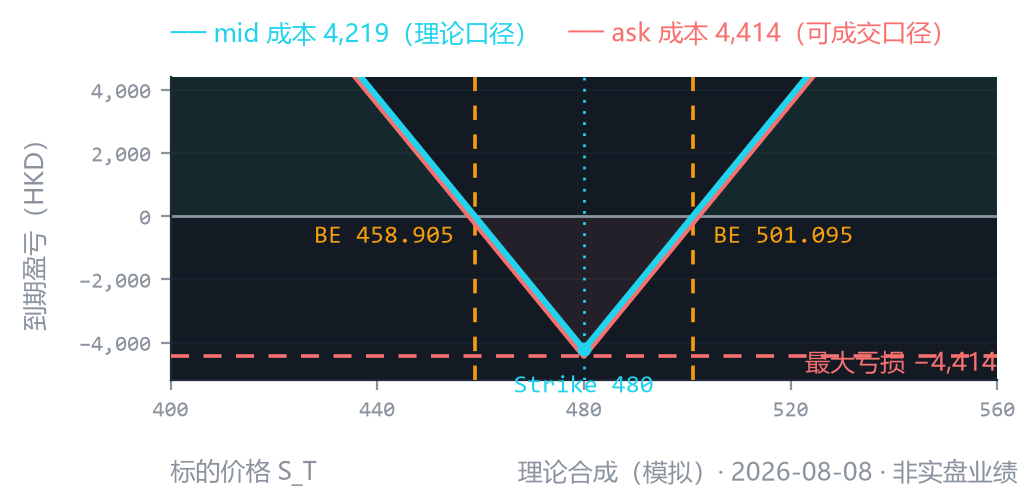 mid 成本 4,219（理论口径） ask 成本 4,414（可成交口径）
到期盈亏（HKD）
4,000
2,000
0
BE 458.905 BE 501.095
−2,000
−4,000
最大亏损 −4,414
Strike 480
400 440 480 520 560
标的价格 S_T 理论合成（模拟）· 2026-08-08 · 非实盘业绩